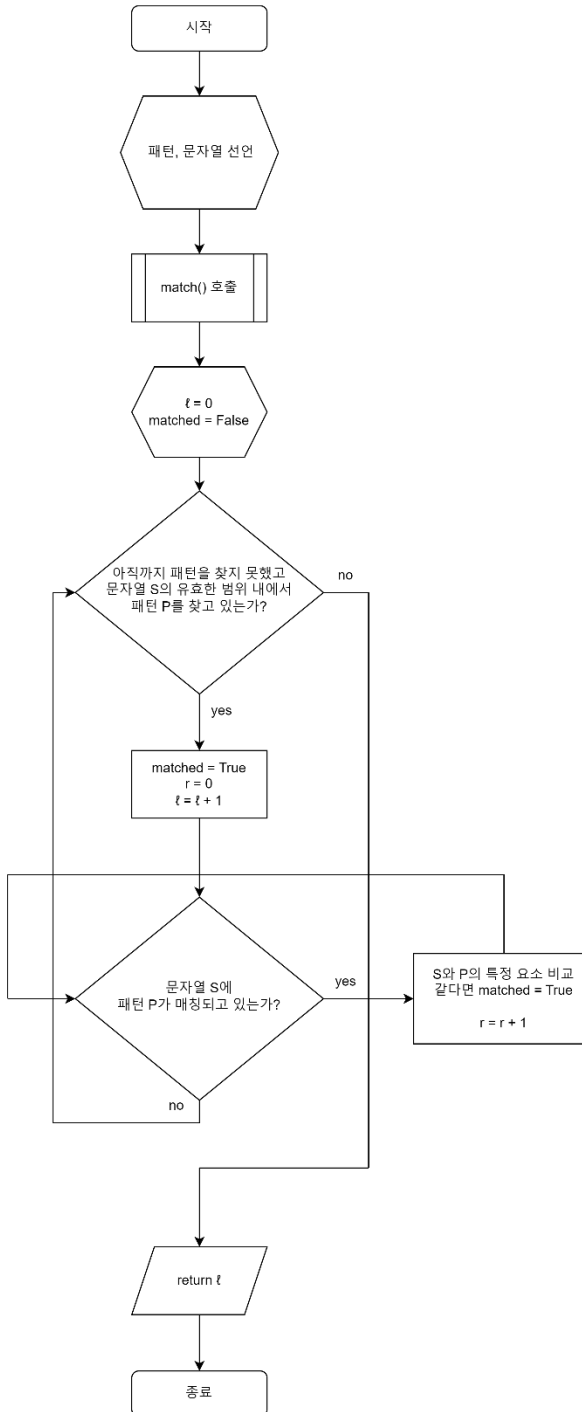 시작
패턴, 문자열 선언
match() 호출
ℓ = 0
matched = False
아직까지 패턴을 찾지 못했고
문자열 S의 유효한 범위 내에서
패턴 P를 찾고 있는가?
no
yes
matched = True
r = 0
ℓ = ℓ + 1
문자열 S에
패턴 P가 매칭되고 있는가?
yes
S와 P의 특정 요소 비교
같다면 matched = True
r = r + 1
no
return ℓ
종료